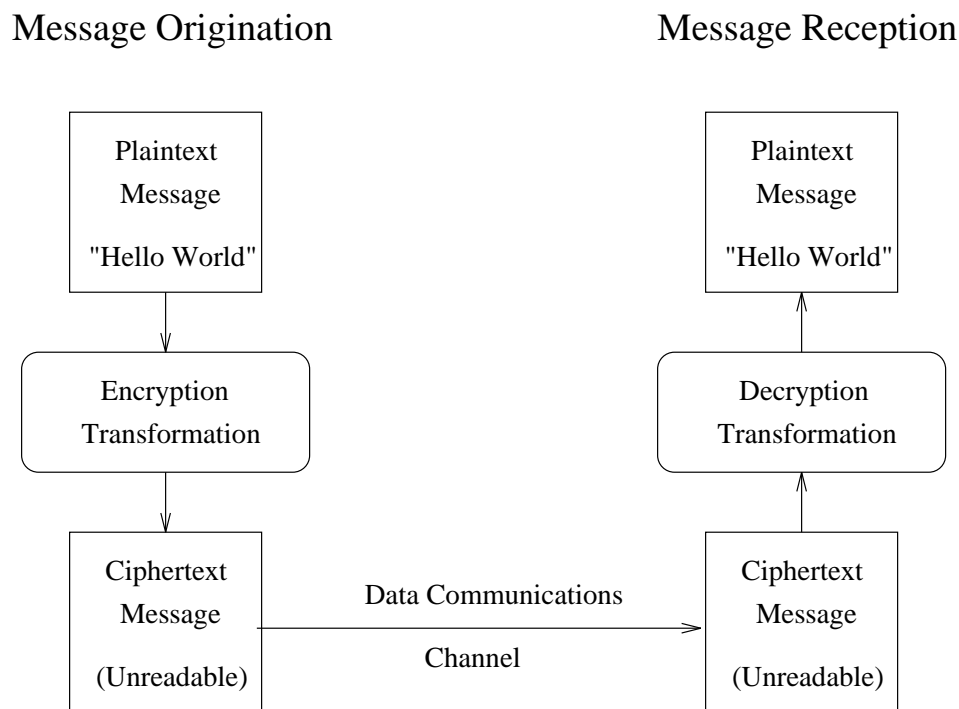 Message Origination
Message Reception
Plaintext
Message
"Hello World"
Encryption
Transformation
Ciphertext
Message
(Unreadable)
Data Communications
Channel
Plaintext
Message
"Hello World"
Decryption
Transformation
Ciphertext
Message
(Unreadable)